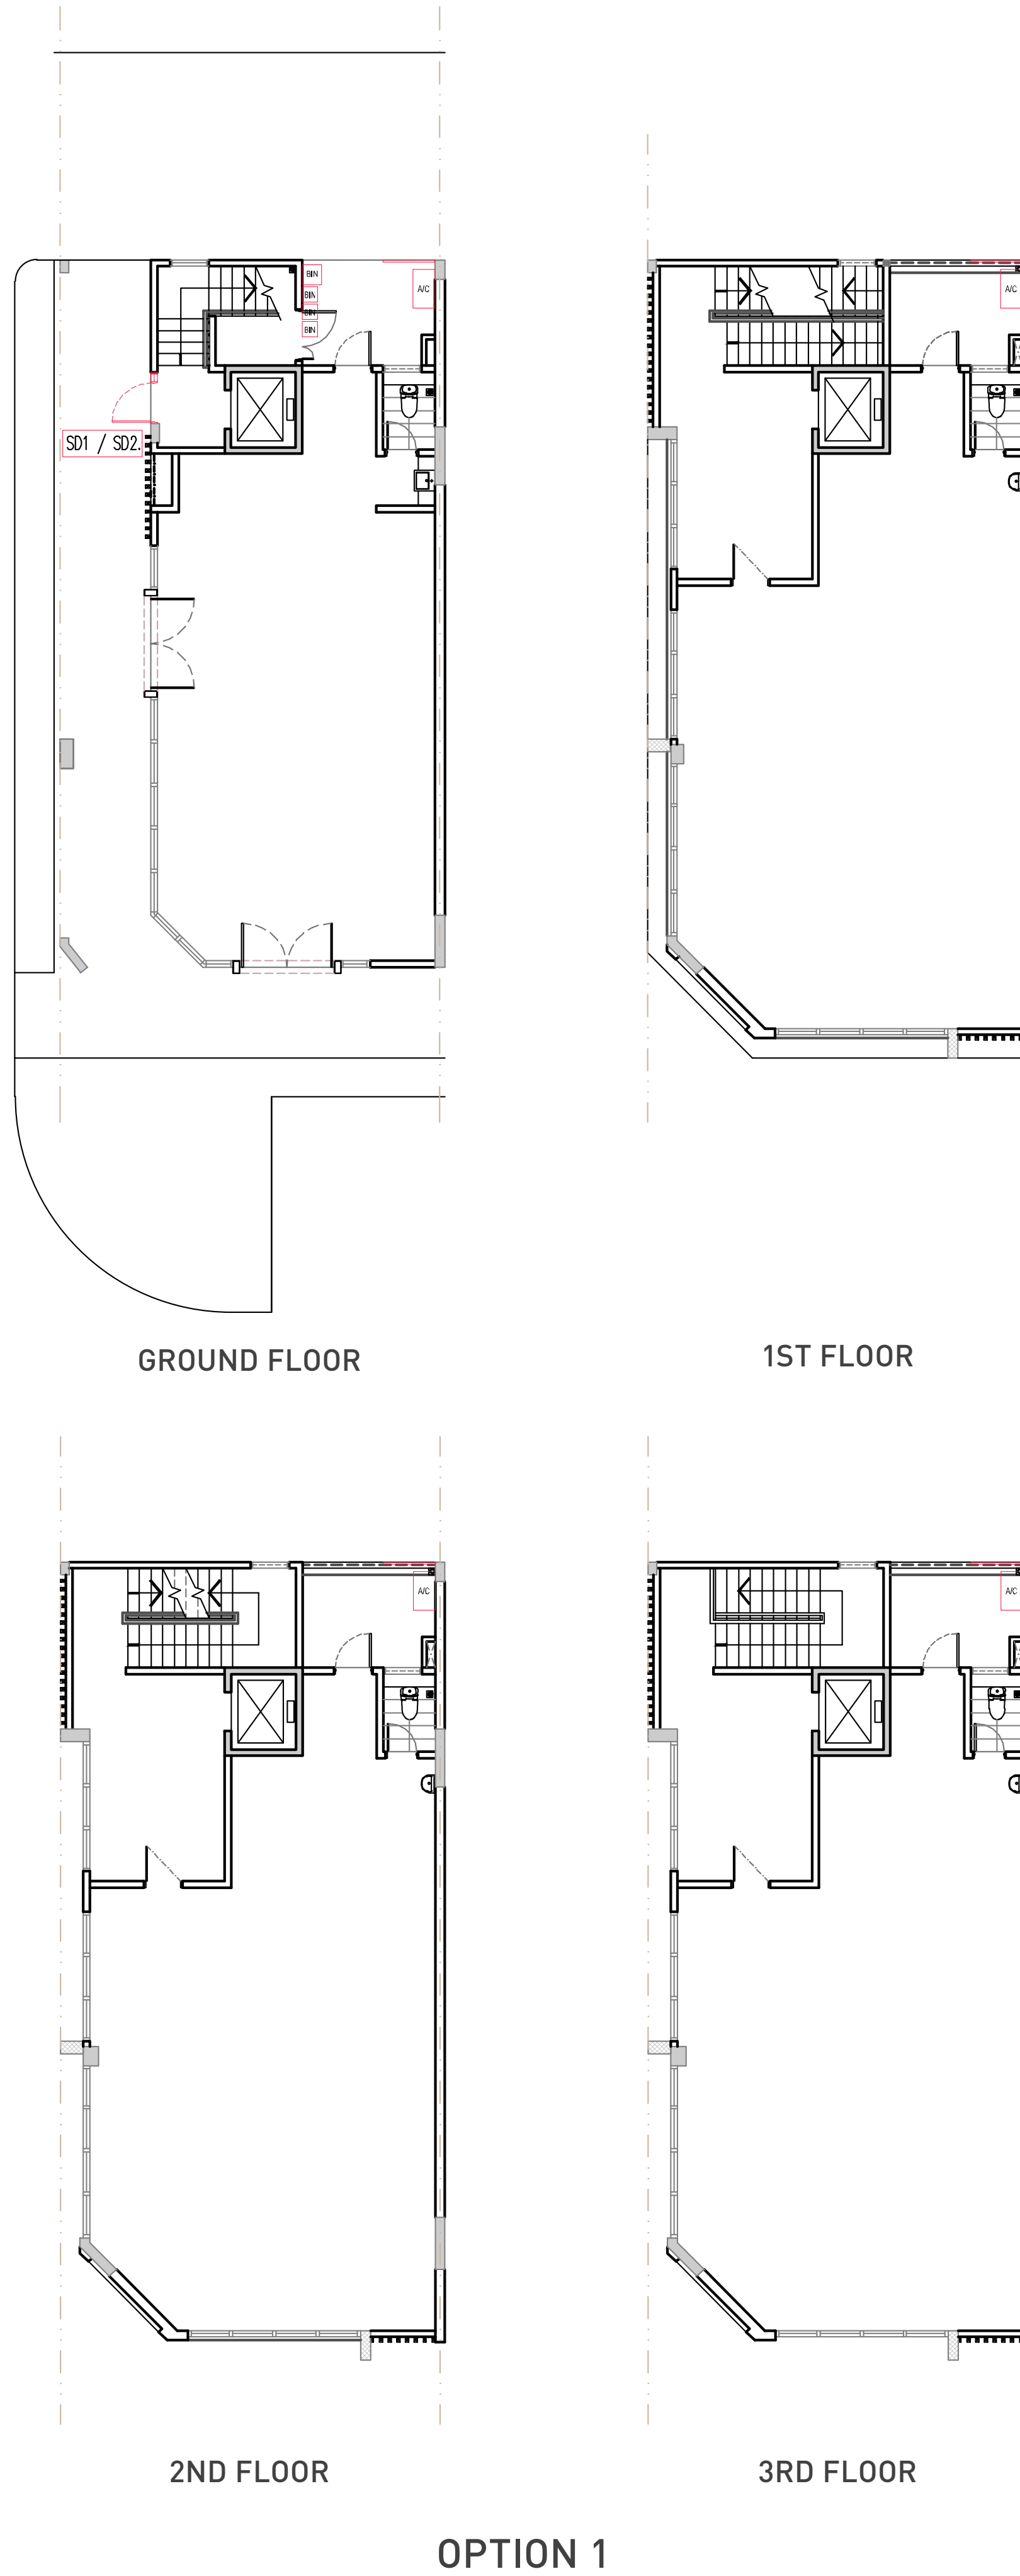 BIN
A/C
A/C
BIN
BIN
BIN
SD1 / SD2.
GROUND FLOOR
1ST FLOOR
A/C
A/C
2ND FLOOR
3RD FLOOR
OPTION 1